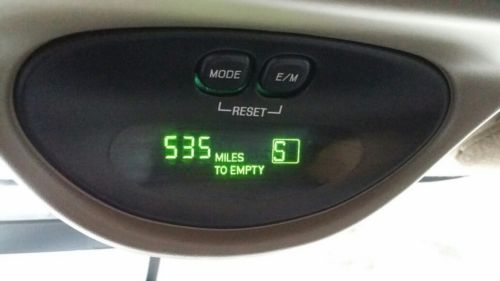 MODE E/M
RESET
535 MILES TO EMPTY S